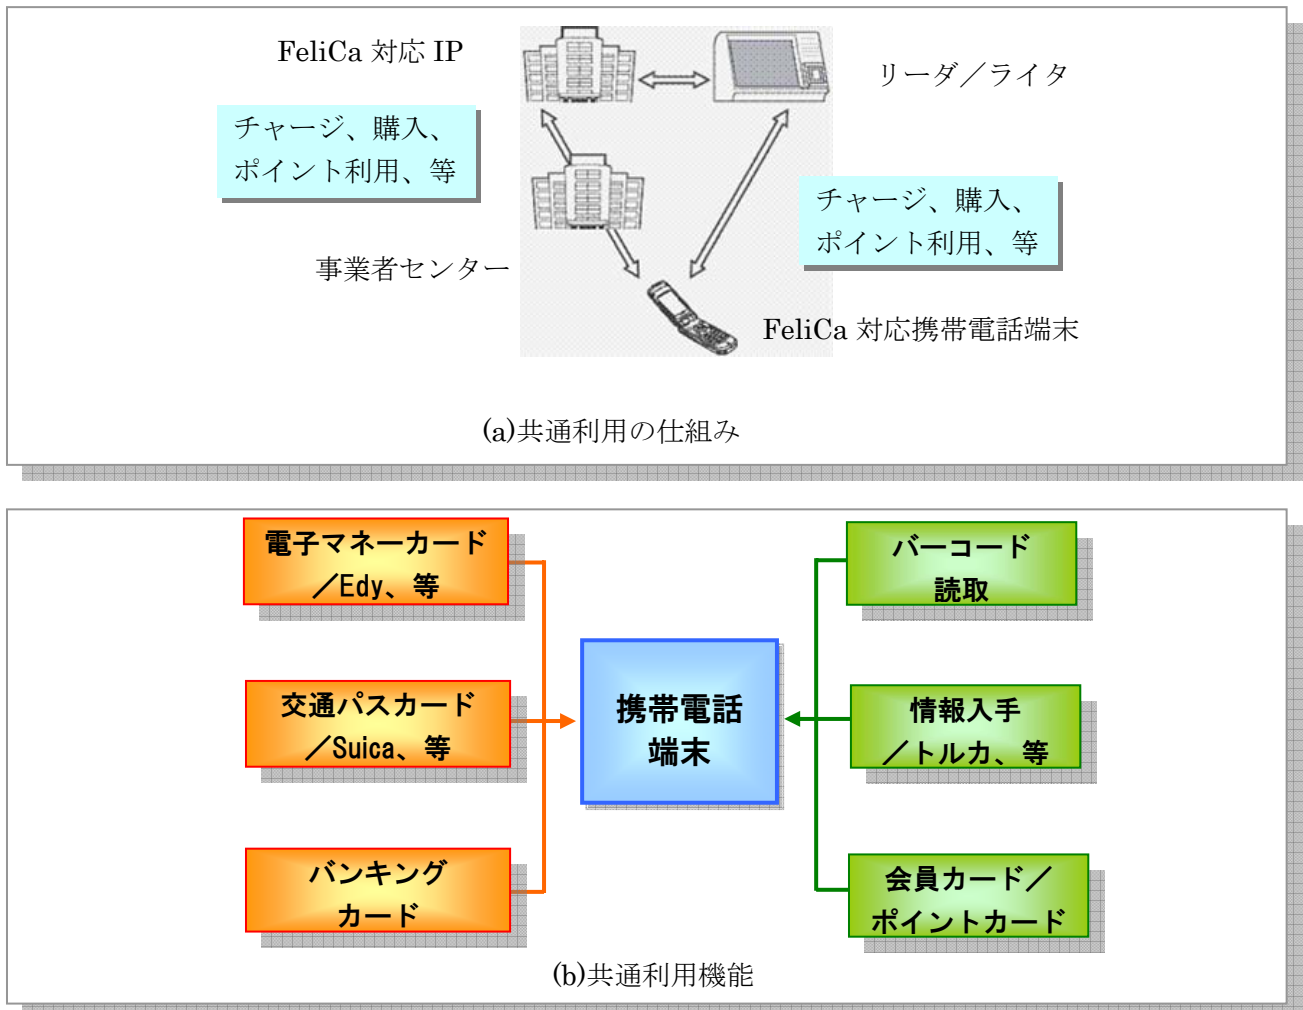 FeliCa 対応 IP
リーダ／ライタ
チャージ、購入、
ポイント利用、等
チャージ、購入、
ポイント利用、等
事業者センター
FeliCa 対応携帯電話端末
(a)共通利用の仕組み
電子マネーカード
／Edy、等
バーコード
読取
交通パスカード
／Suica、等
携帯電話
端末
情報入手
／トルカ、等
バンキング
カード
会員カード／
ポイントカード
(b)共通利用機能